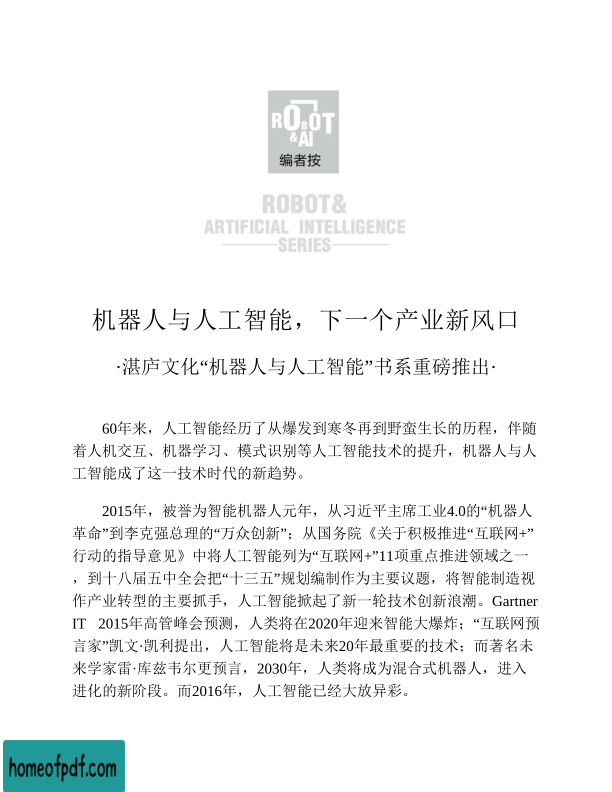 ROBOT
&AI
编者按
ROBOT&
ARTIFICIAL INTELLIGENCE
SERIES
机器人与人工智能，下一个产业新风口
·湛庐文化“机器人与人工智能”书系重磅推出·
60年来，人工智能经历了从爆发到寒冬再到野蛮生长的历程，伴随
着人机交互、机器学习、模式识别等人工智能技术的提升，机器人与人
工智能成了这一技术时代的新趋势。
2015年，被誉为智能机器人元年，从习近平主席工业4.0的“机器人
革命”到李克强总理的“万众创新”；从国务院《关于积极推进“互联网+”
行动的指导意见》中将人工智能列为“互联网+”11项重点推进领域之一
，到十八届五中全会把“十三五”规划编制作为主要议题，将智能制造视
作产业转型的主要抓手，人工智能掀起了新一轮技术创新浪潮。Gartner
IT 2015年高管峰会预测，人类将在2020年迎来智能大爆炸；“互联网预
言家”凯文·凯利提出，人工智能将是未来20年最重要的技术；而著名未
来学家雷·库兹韦尔更预言，2030年，人类将成为混合式机器人，进入
进化的新阶段。而2016年，人工智能已经大放异彩。
homeofpdf.com